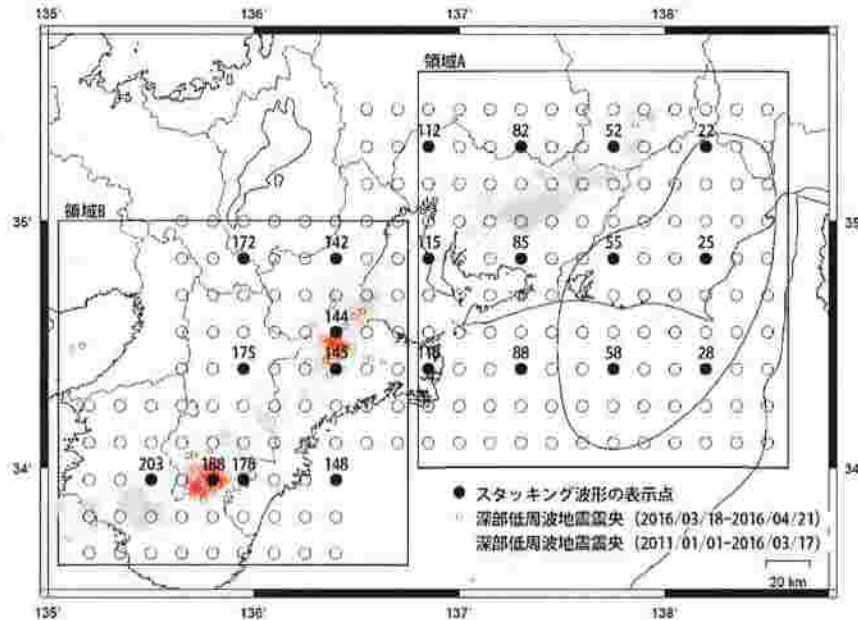 135° 136° 137° 138°
領域A
112 82 52 22
35° 35°
領域B
172 142 115 85 55 25
144
175 145 118 88 58 28
34° 34°
203 188 178 148
スタッキング波形の表示点
深部低周波地震震央（2016/03/18-2016/04/21）
深部低周波地震震央（2011/01/01-2016/03/17）
20 km
135° 136° 137° 138°